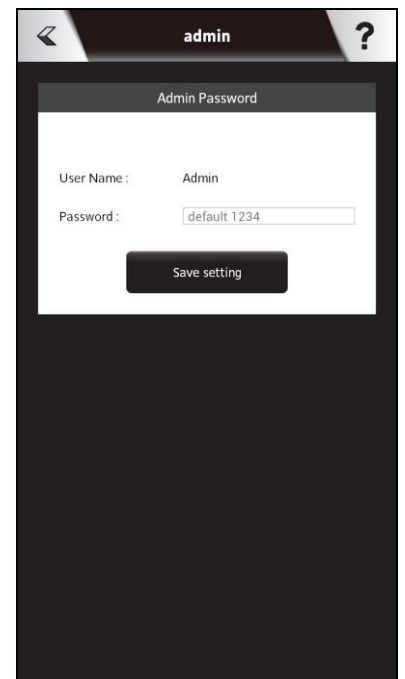 admin
?
Admin Password
User Name : Admin
Password : default 1234
Save setting